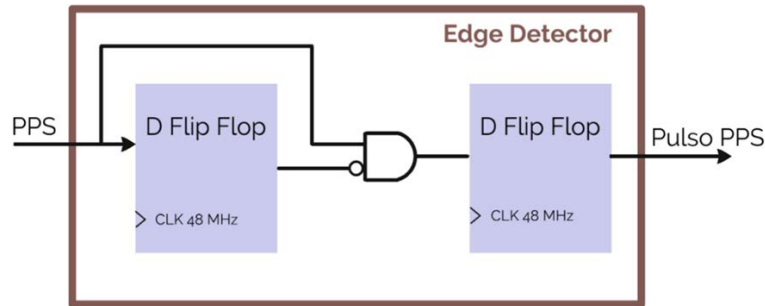 Edge Detector
PPS
D Flip Flop
CLK 48 MHz
D Flip Flop
CLK 48 MHz
Pulso PPS